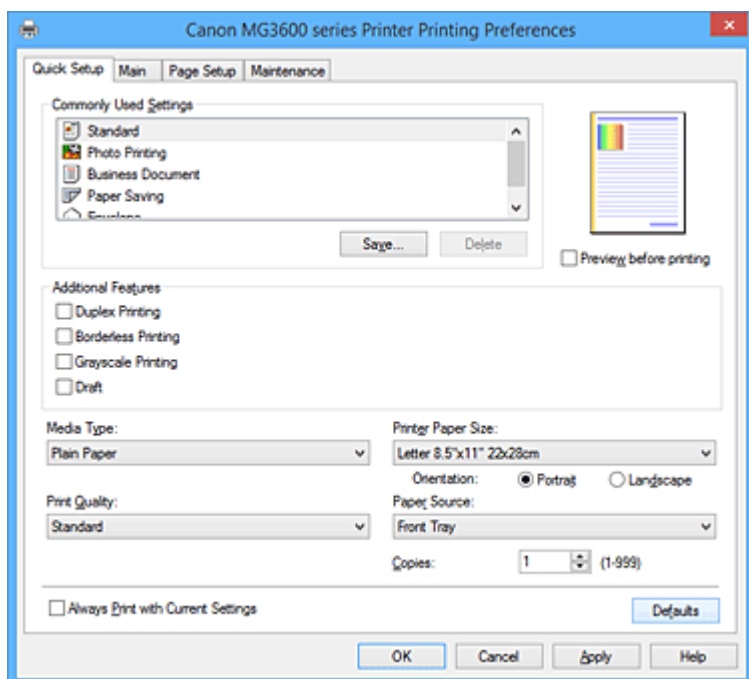 Canon MG3600 series Printer Printing Preferences
Quick Setup Main Page Setup Maintenance
Commonly Used Settings
Standard
Photo Printing
Business Document
Paper Saving
Envelope
Save... Delete
Preview before printing
Additional Features
Duplex Printing
Borderless Printing
Grayscale Printing
Draft
Media Type:
Plain Paper
Printer Paper Size:
Letter 8.5"x11" 22x28cm
Orientation: Portrait Landscape
Print Quality:
Standard
Paper Source:
Front Tray
Copies: 1 (1-999)
Always Print with Current Settings
Defaults
OK Cancel Apply Help